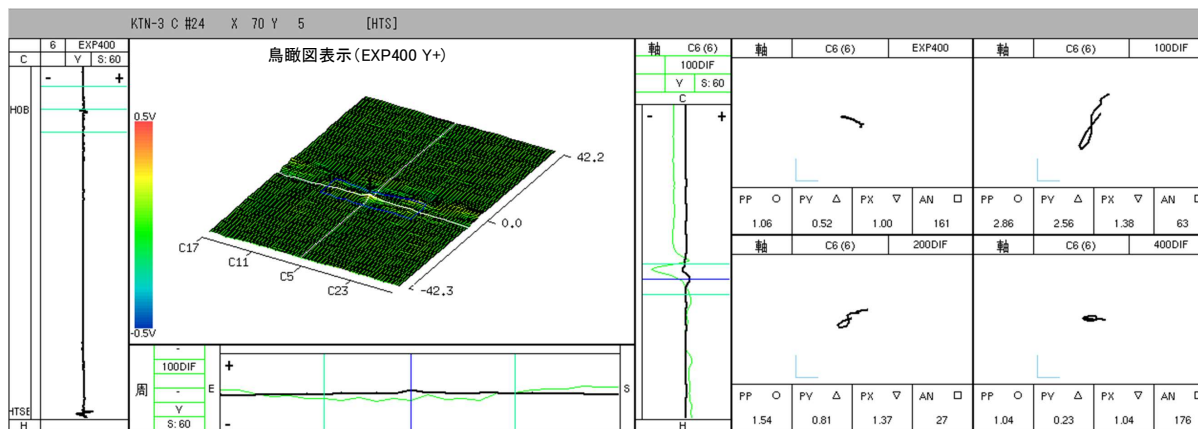 KTN-3 C #24 X 70 Y 5 [HTS]
6 EXP400
C Y S:60
- +
HOB
HTSE
H
鳥瞰図表示(EXP400 Y+)
0.5V
-0.5V
42.2
0.0
-42.3
C17
C11
C5
C23
周
-
100DIF
-
Y
S:60
+
-
E
S
軸 C6(6)
100DIF
Y S:60
C
- +
H
軸 C6(6) EXP400
PP ○ PY △ PX ▽ AN □
1.06 0.52 1.00 161
軸 C6(6) 100DIF
PP ○ PY △ PX ▽ AN □
2.86 2.56 1.38 63
軸 C6(6) 200DIF
PP ○ PY △ PX ▽ AN □
1.54 0.81 1.37 27
軸 C6(6) 400DIF
PP ○ PY △ PX ▽ AN □
1.04 0.23 1.04 176